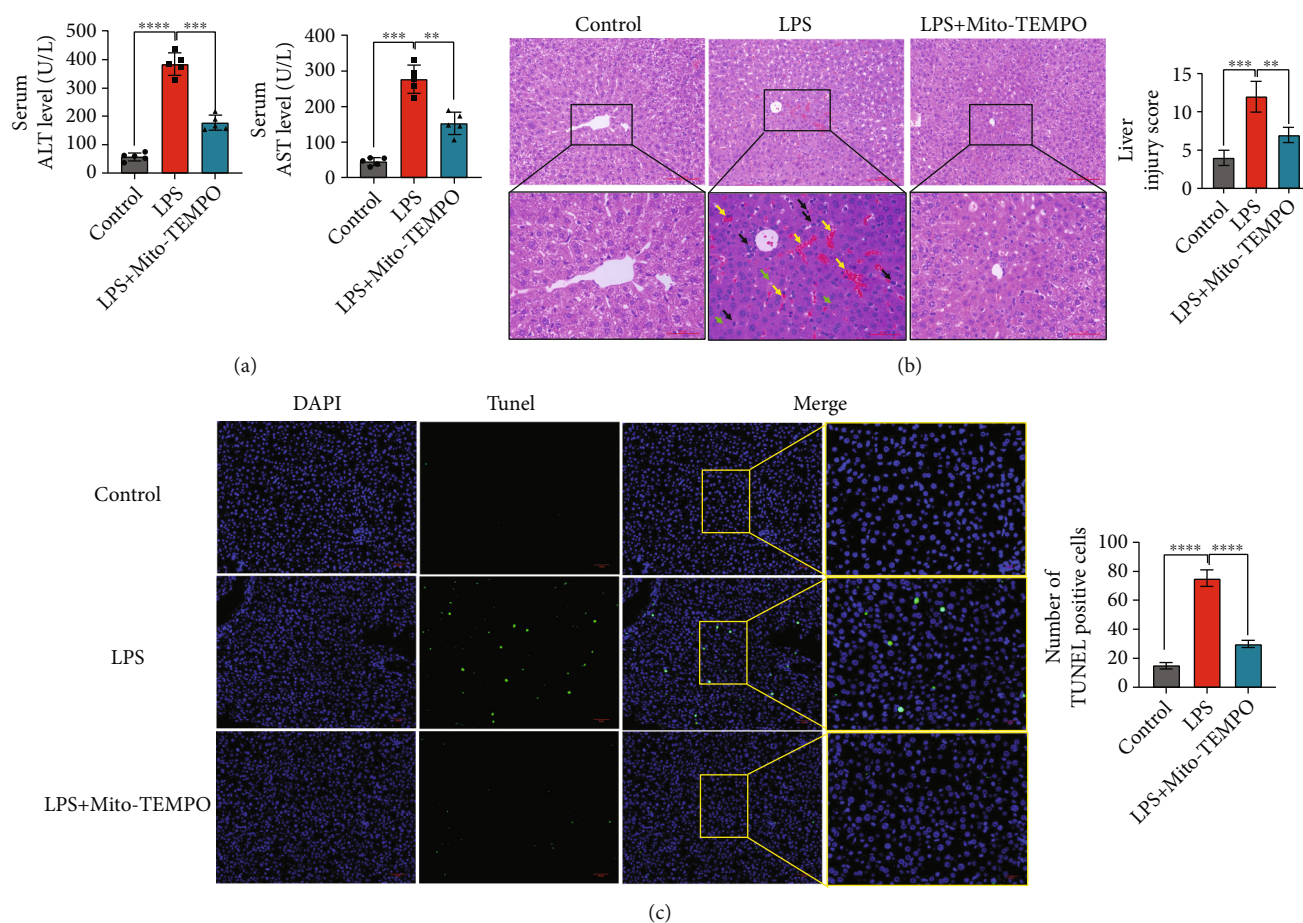 Serum
ALT level (U/L)
500
400
300
200
100
0
**** ***
Control
LPS
LPS+Mito-TEMPO
Serum
AST level (U/L)
400
300
200
100
0
*** **
Control
LPS
LPS+Mito-TEMPO
(a)
Control LPS LPS+Mito-TEMPO
Liver
injury score
15
10
5
0
*** **
Control
LPS
LPS+Mito-TEMPO
(b)
DAPI Tunel Merge
Control
LPS
LPS+Mito-TEMPO
Number of
TUNEL positive cells
100
80
60
40
20
0
**** ****
Control
LPS
LPS+Mito-TEMPO
(c)